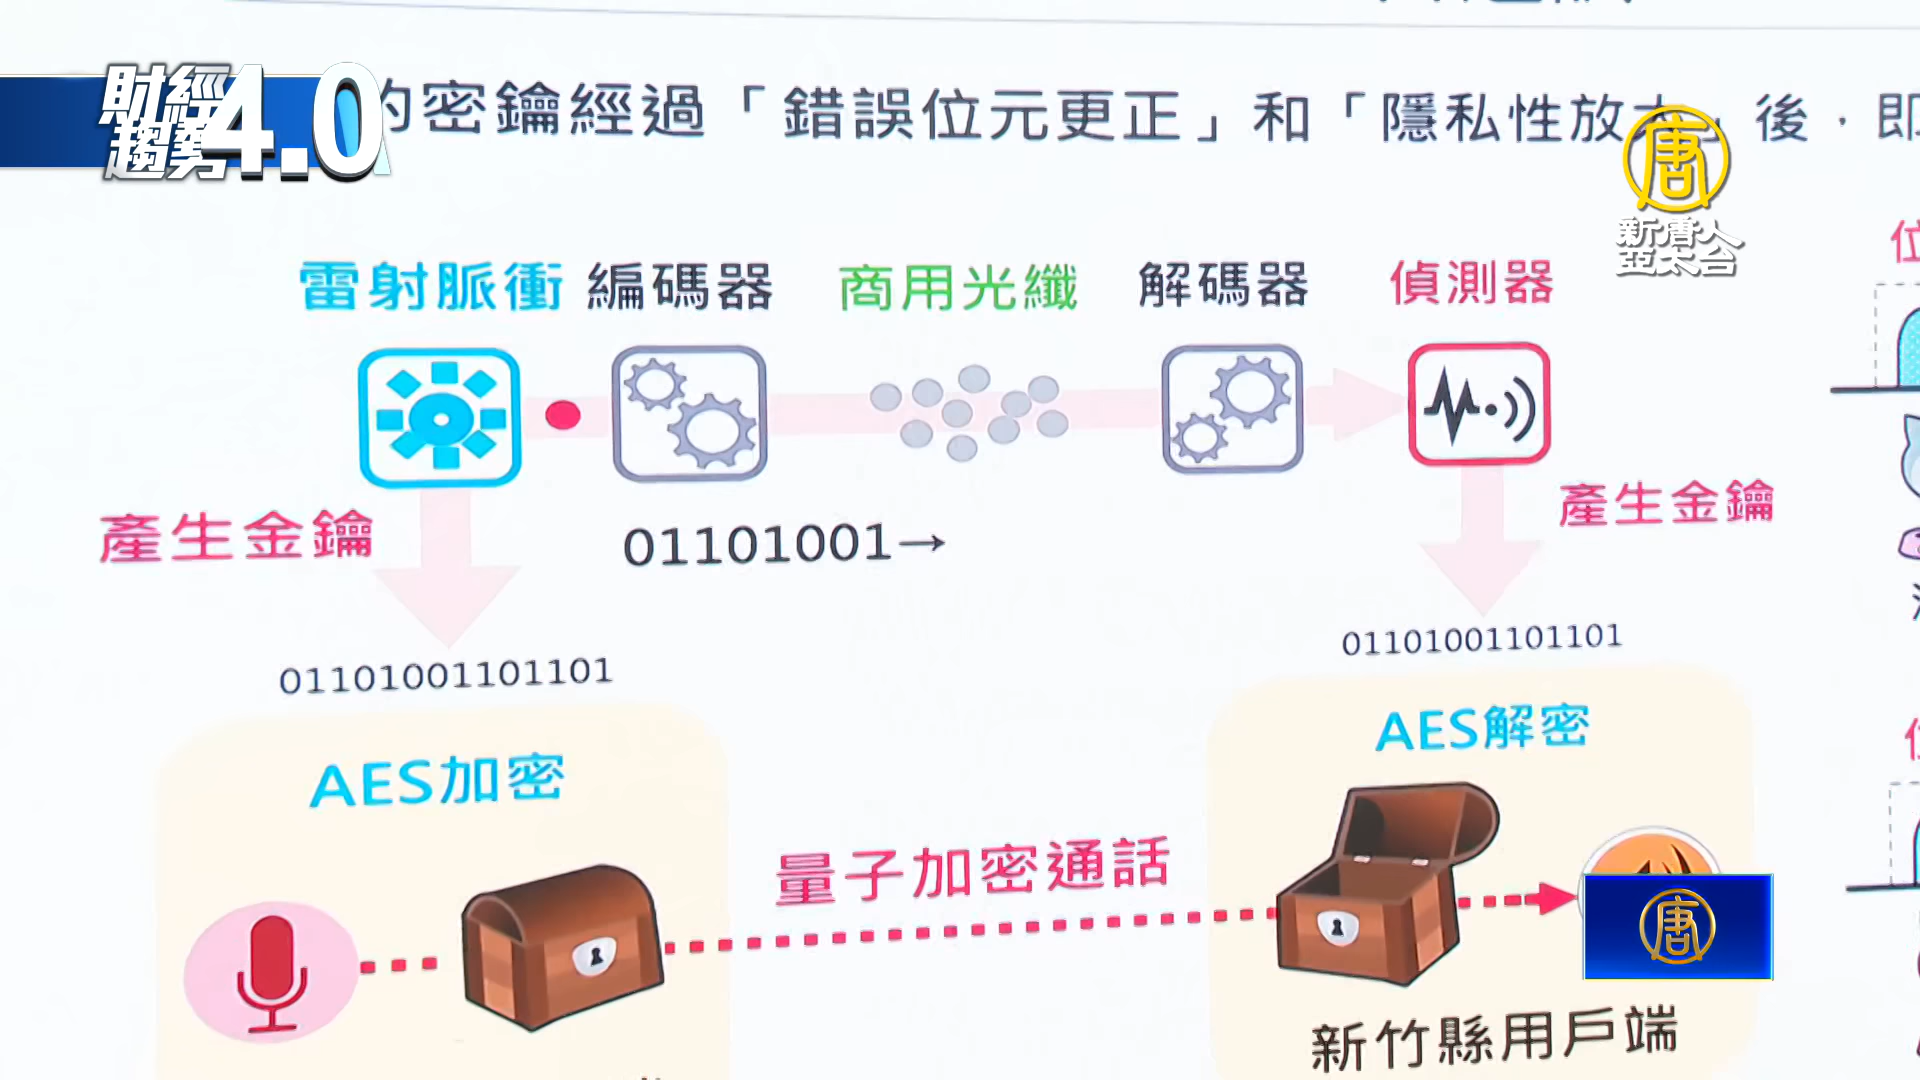 財經趨勢4.0
的密鑰經過「錯誤位元更正」和「隱私性放大」後，即
唐
新唐人
亞太台
雷射脈衝 編碼器 商用光纖 解碼器 偵測器
產生金鑰
產生金鑰
01101001→
01101001101101
01101001101101
AES加密
AES解密
量子加密通話
唐
新竹縣用戶端